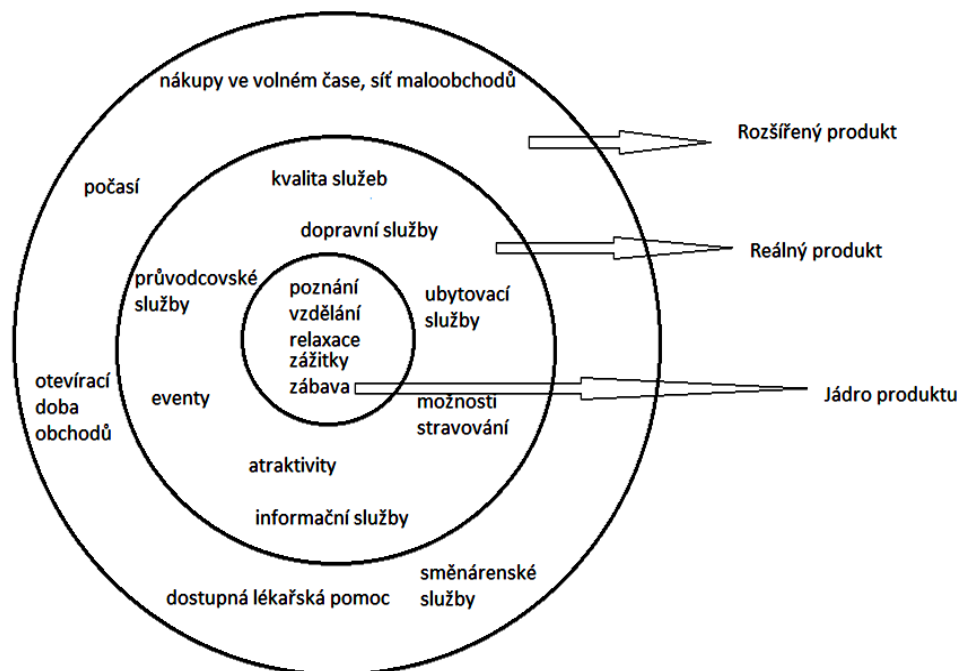 nákupy ve volném čase, síť maloobchodů
Rozšířený produkt
počasí
kvalita služeb
dopravní služby
Reálný produkt
průvodcovské
služby
poznání
vzdělání
relaxace
zážitky
zábava
ubytovací
služby
otevírací
doba
obchodů
eventy
možnosti
stravování
Jádro produktu
atraktivity
informační služby
směnárenské
služby
dostupná lékařská pomoc